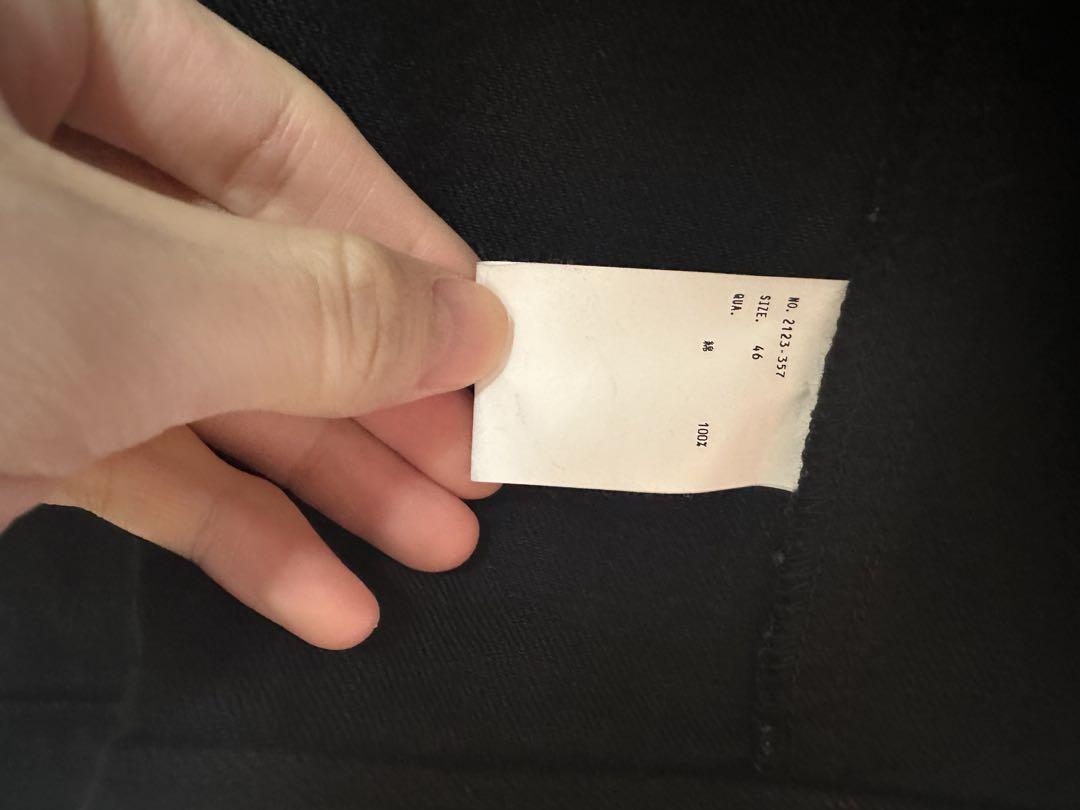 NO. 2123-357
SIZE. 46
QUA.
綿 100%